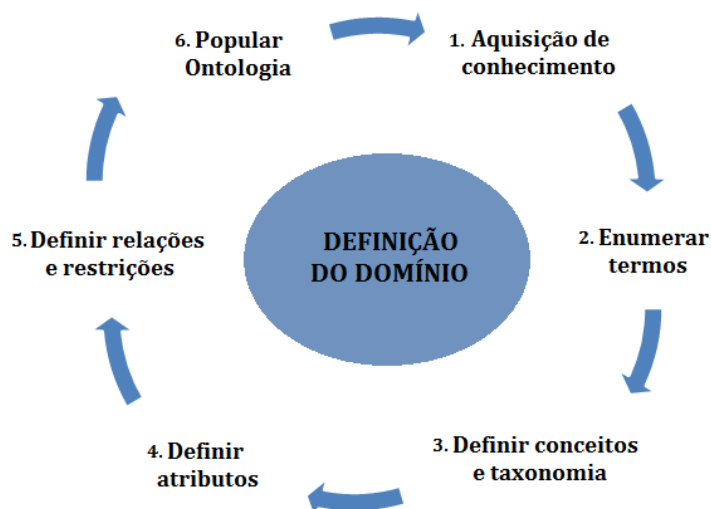 1. Aquisição de
conhecimento
2. Enumerar
termos
3. Definir conceitos
e taxonomia
4. Definir
atributos
5. Definir relações
e restrições
6. Popular
Ontologia
DEFINIÇÃO
DO DOMÍNIO